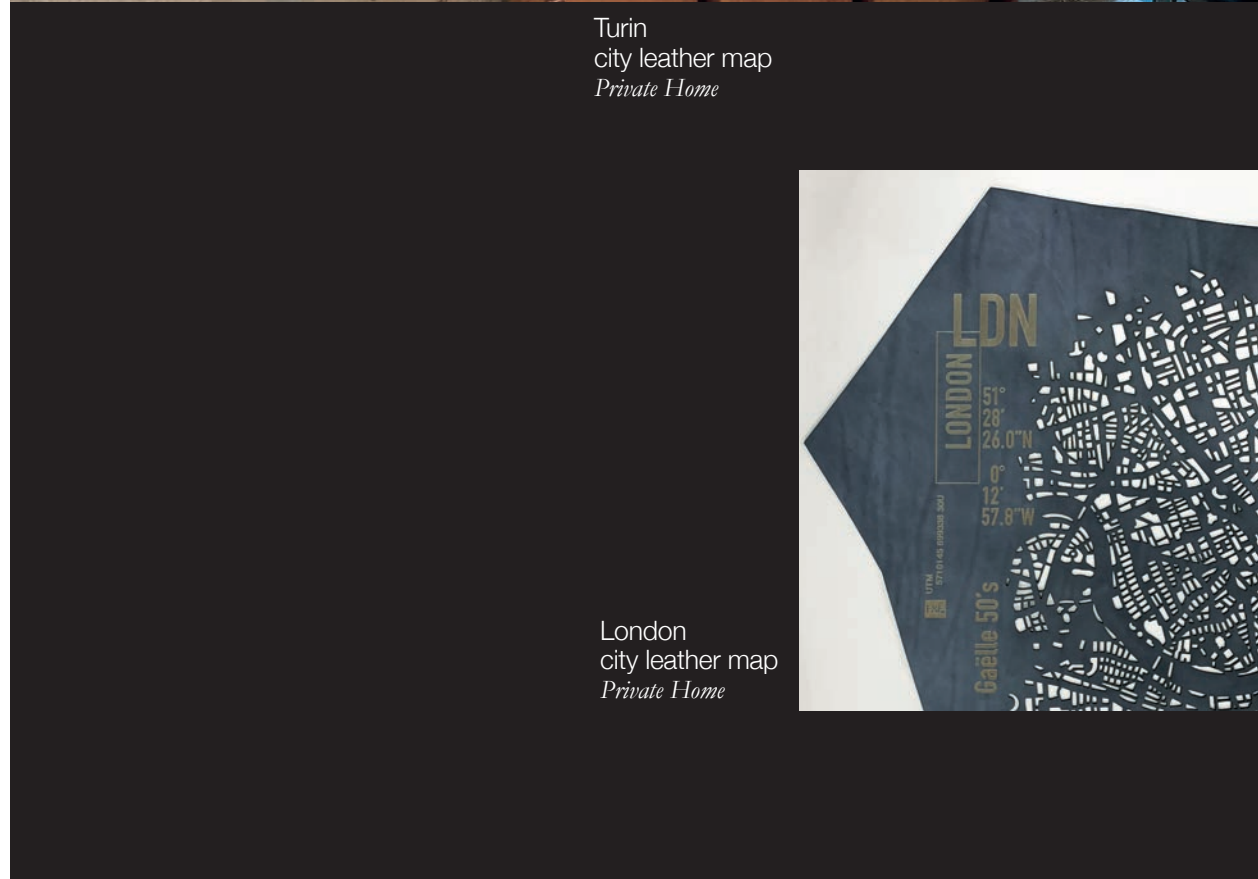 Turin
city leather map
Private Home
LDN
LONDON
51°
28'
26.0"N
0°
12'
57.8"W
UTM
Gaëlle 50's
London
city leather map
Private Home